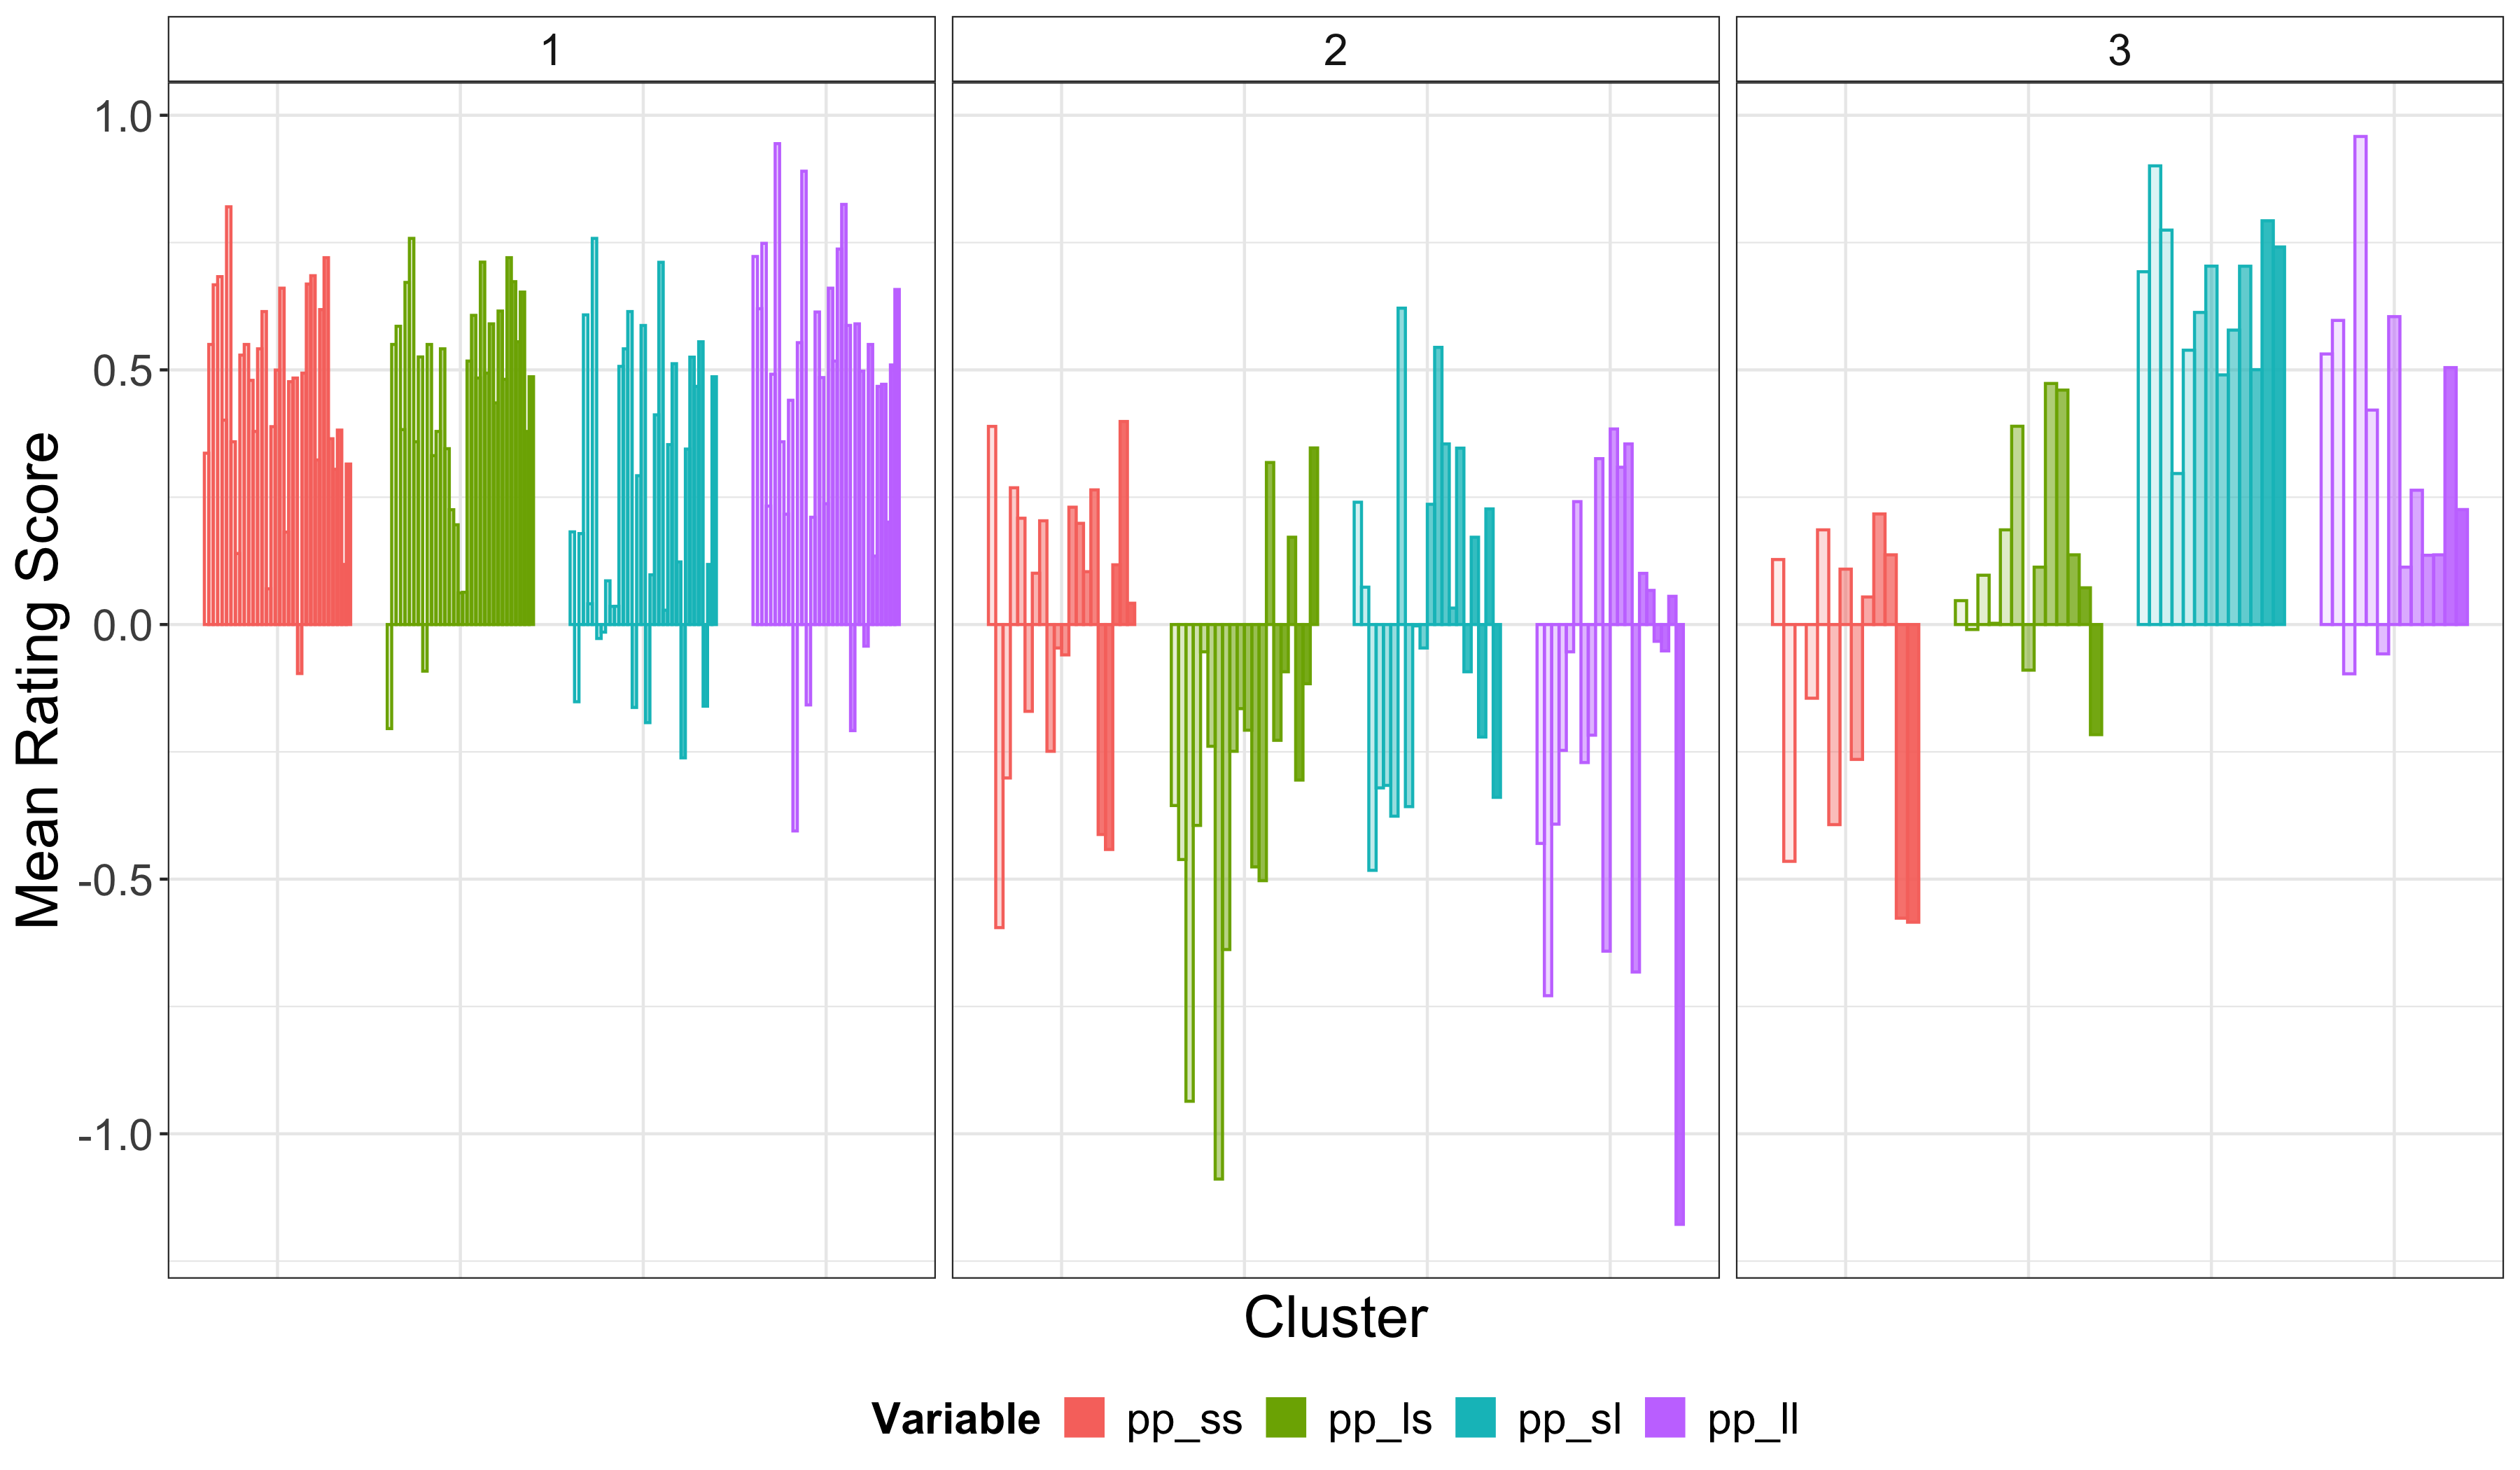 1 2 3
1.0
0.5
0.0
-0.5
-1.0
Mean Rating Score
Cluster
Variable pp_ss pp_ls pp_sl pp_ll